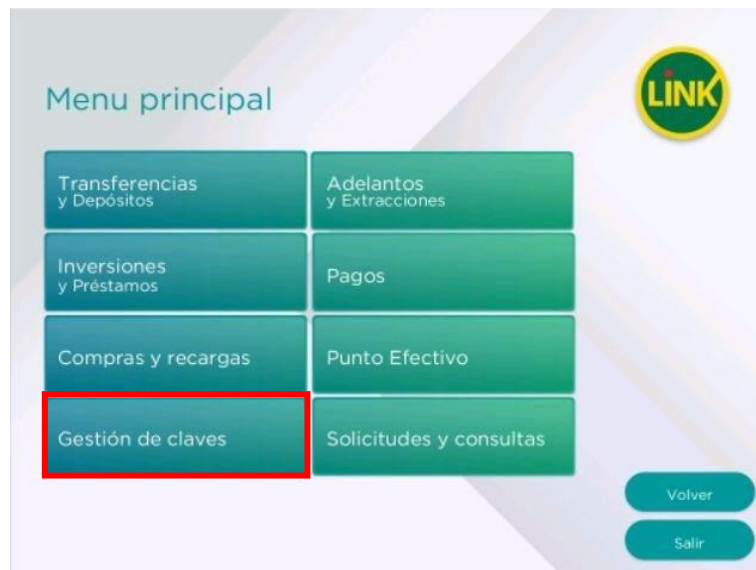 Menu principal
LINK
Transferencias
y Depósitos
Adelantos
y Extracciones
Inversiones
y Préstamos
Pagos
Compras y recargas
Punto Efectivo
Gestión de claves
Solicitudes y consultas
Volver
Salir